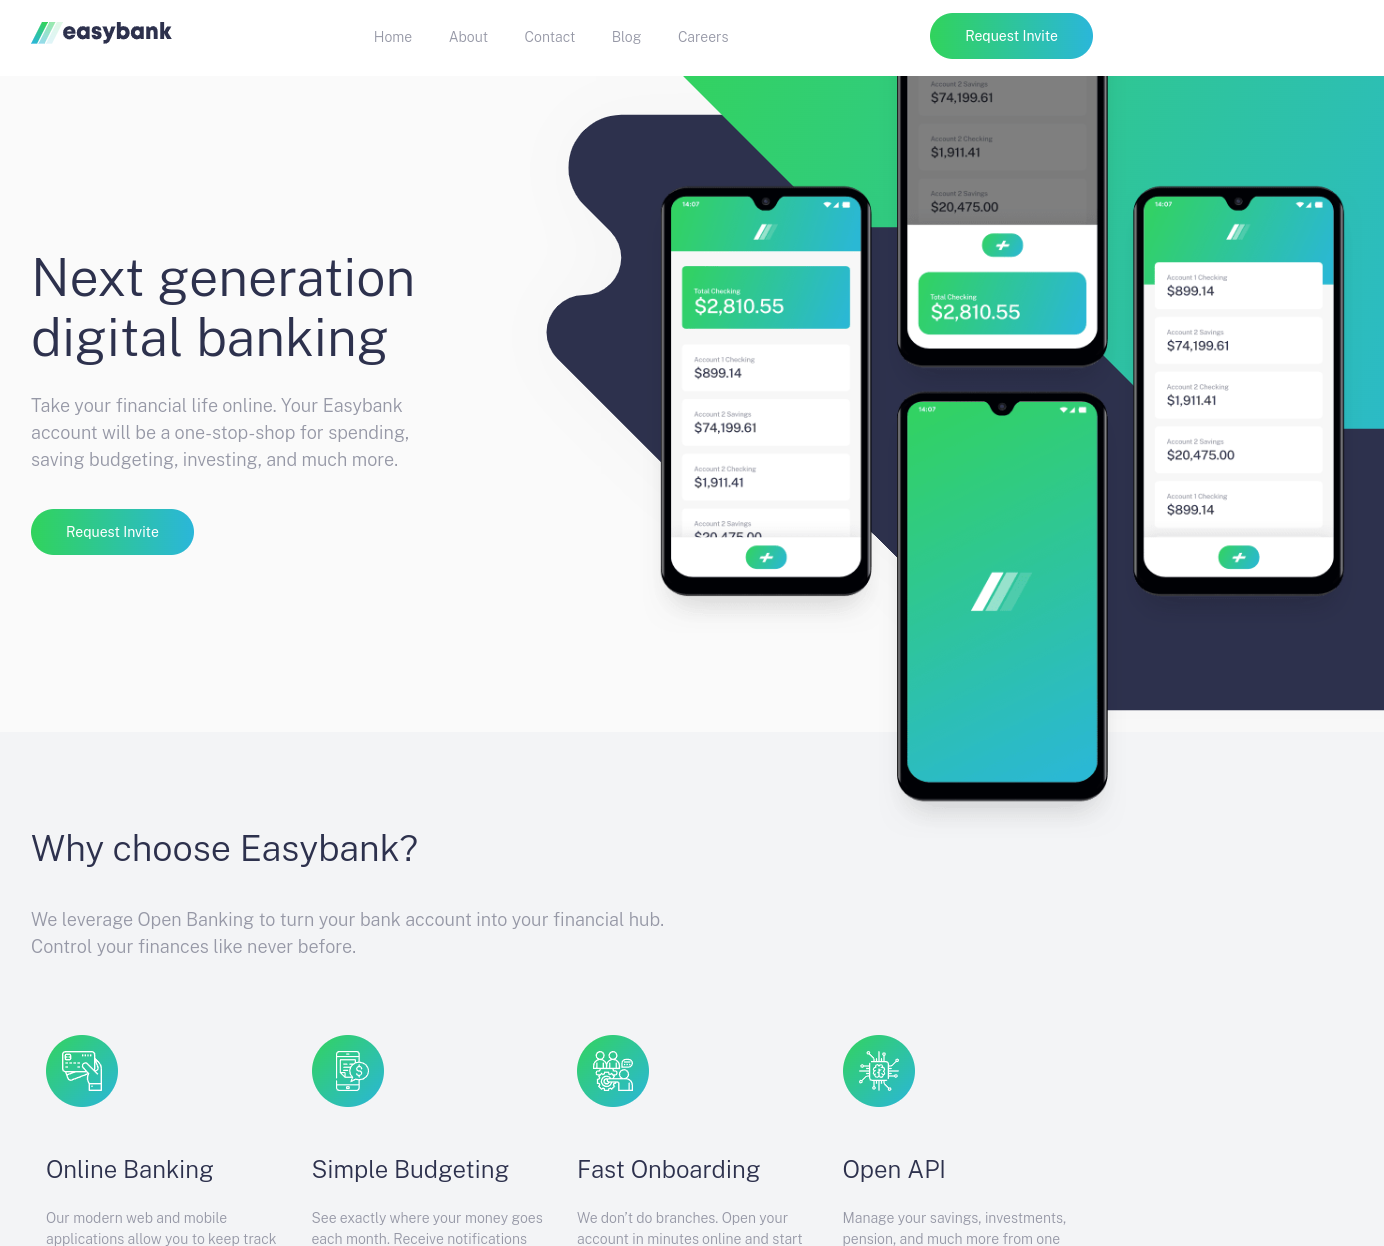 easybank
Home
About
Contact
Blog
Careers
Request Invite
Next generation
digital banking
Take your financial life online. Your Easybank
account will be a one-stop-shop for spending,
saving budgeting, investing, and much more.
Request Invite
14:07
Total Checking
$2,810.55
Account 1 Checking
$899.14
Account 2 Savings
$74,199.61
Account 2 Checking
$1,911.41
Account 2 Savings
$20,475.00
Account 2 Savings
$74,199.61
Account 2 Checking
$1,911.41
Account 2 Savings
$20,475.00
Total Checking
$2,810.55
14:07
14:07
Account 1 Checking
$899.14
Account 2 Savings
$74,199.61
Account 2 Checking
$1,911.41
Account 2 Savings
$20,475.00
Account 1 Checking
$899.14
Why choose Easybank?
We leverage Open Banking to turn your bank account into your financial hub.
Control your finances like never before.
Online Banking
Our modern web and mobile
applications allow you to keep track
Simple Budgeting
See exactly where your money goes
each month. Receive notifications
Fast Onboarding
We don't do branches. Open your
account in minutes online and start
Open API
Manage your savings, investments,
pension, and much more from one